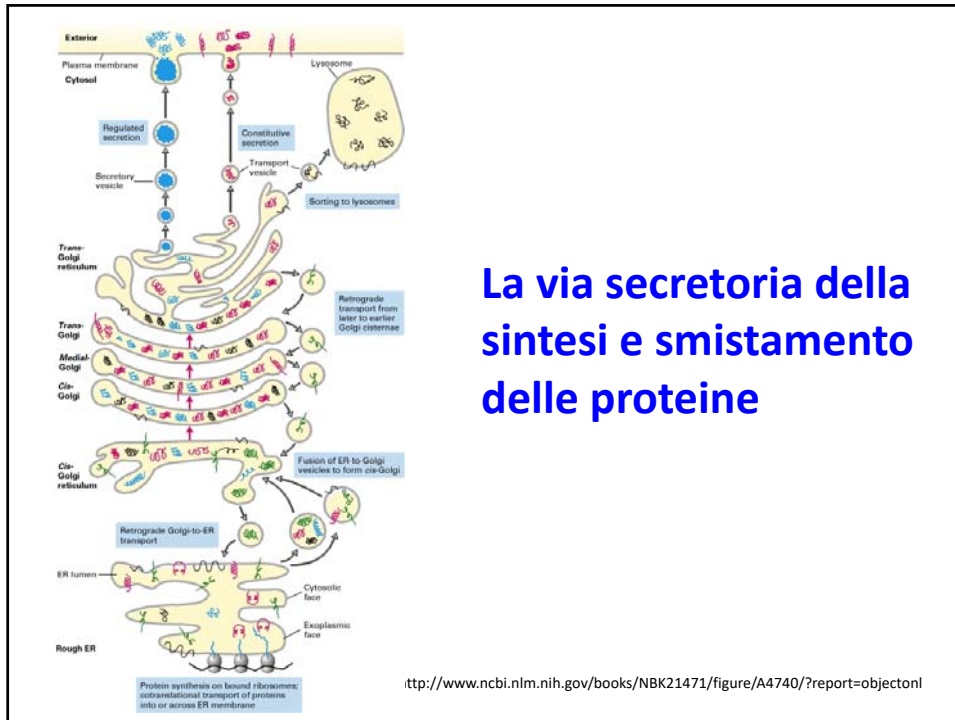 Exterior
Plasma membrane
Cytosol
Lysosome
Regulated
secretion
Constitutive
secretion
Secretory
vesicle
Transport
vesicle
Sorting to lysosomes
Trans-
Golgi
reticulum
Retrograde
transport from
later to earlier
Golgi cisternae
Trans-
Golgi
Medial-
Golgi
Cis-
Golgi
Cis-
Golgi
reticulum
Fusion of ER-to-Golgi
vesicles to form cis-Golgi
Retrograde Golgi-to-ER
transport
ER lumen
Cytosolic
face
Exoplasmic
face
Rough ER
Protein synthesis on bound ribosomes;
cotranslational transport of proteins
into or across ER membrane
La via secretoria della
sintesi e smistamento
delle proteine
ttp://www.ncbi.nlm.nih.gov/books/NBK21471/figure/A4740/?report=objectonl